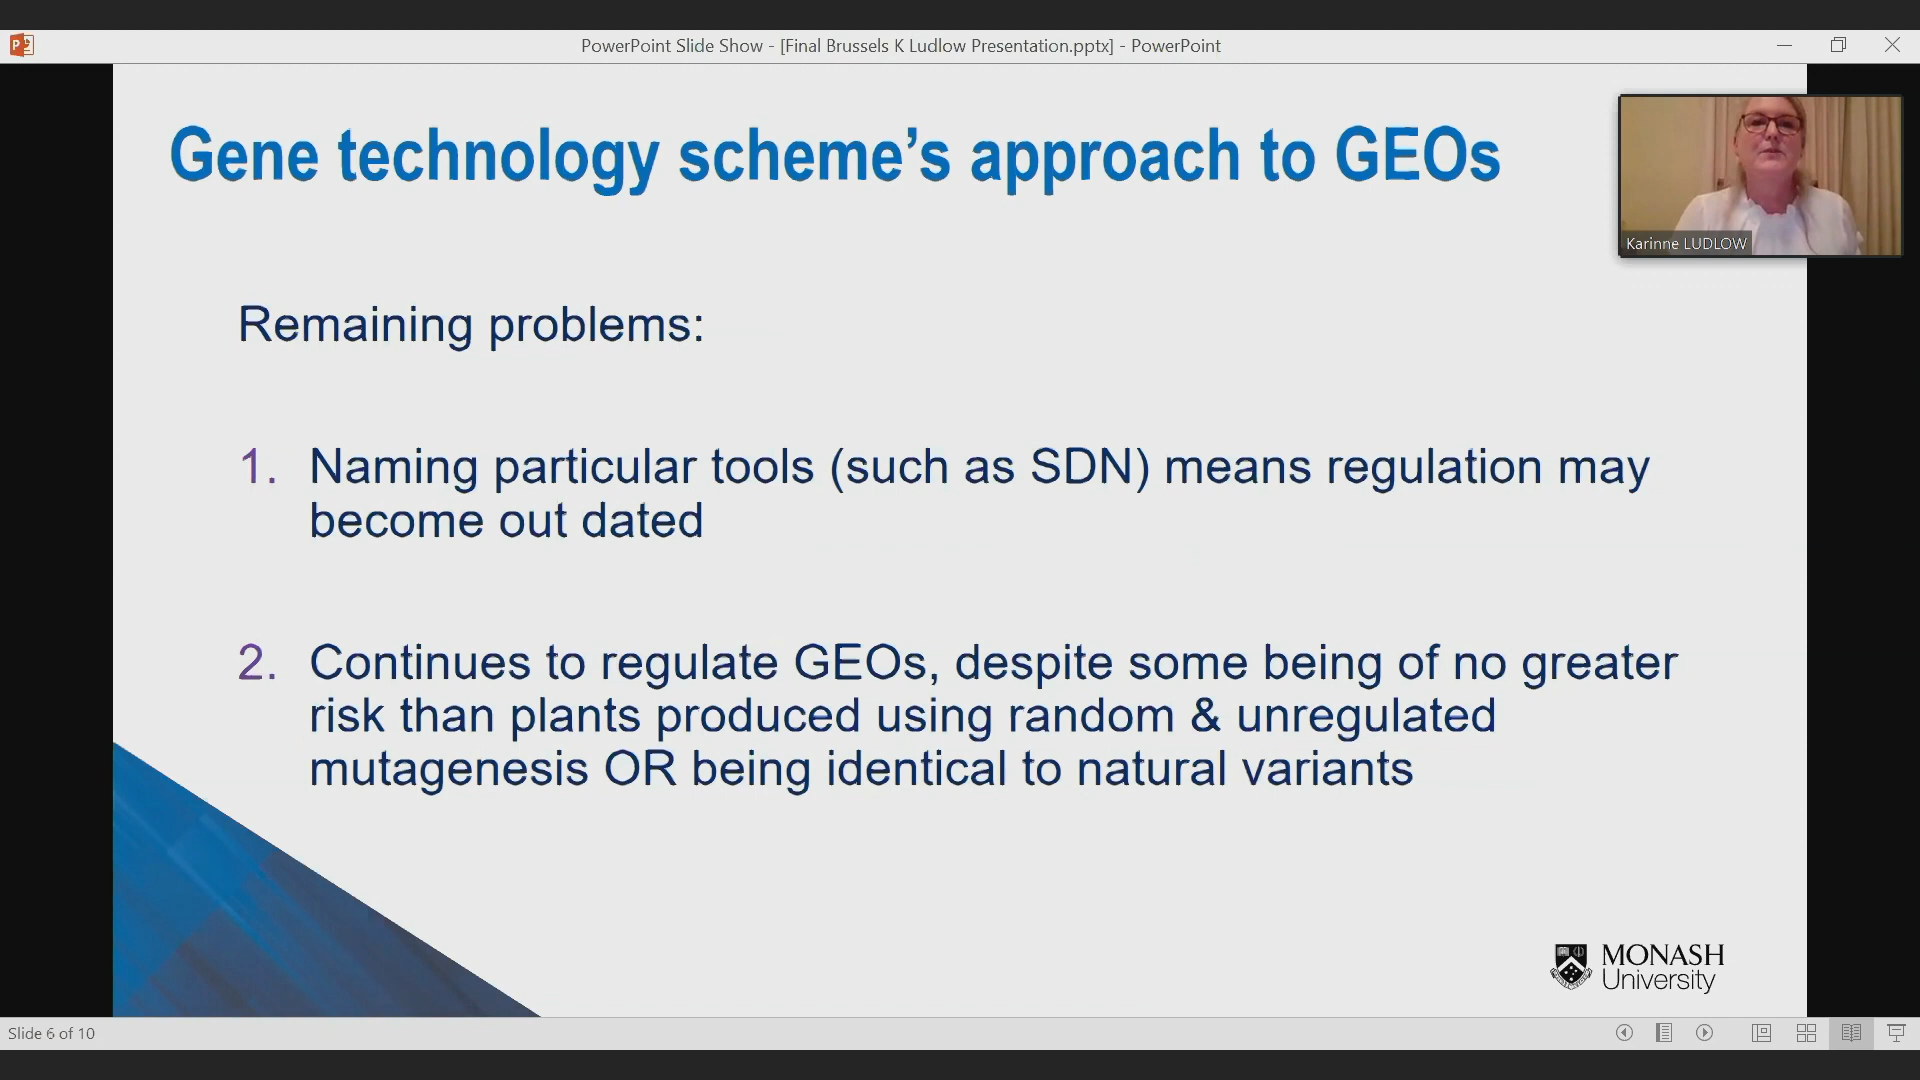 PowerPoint Slide Show - [Final Brussels K Ludlow Presentation.pptx] - PowerPoint
Gene technology scheme’s approach to GEOs
Karinne LUDLOW
Remaining problems:
1. Naming particular tools (such as SDN) means regulation may
become out dated
2. Continues to regulate GEOs, despite some being of no greater
risk than plants produced using random & unregulated
mutagenesis OR being identical to natural variants
MONASH
University
Slide 6 of 10